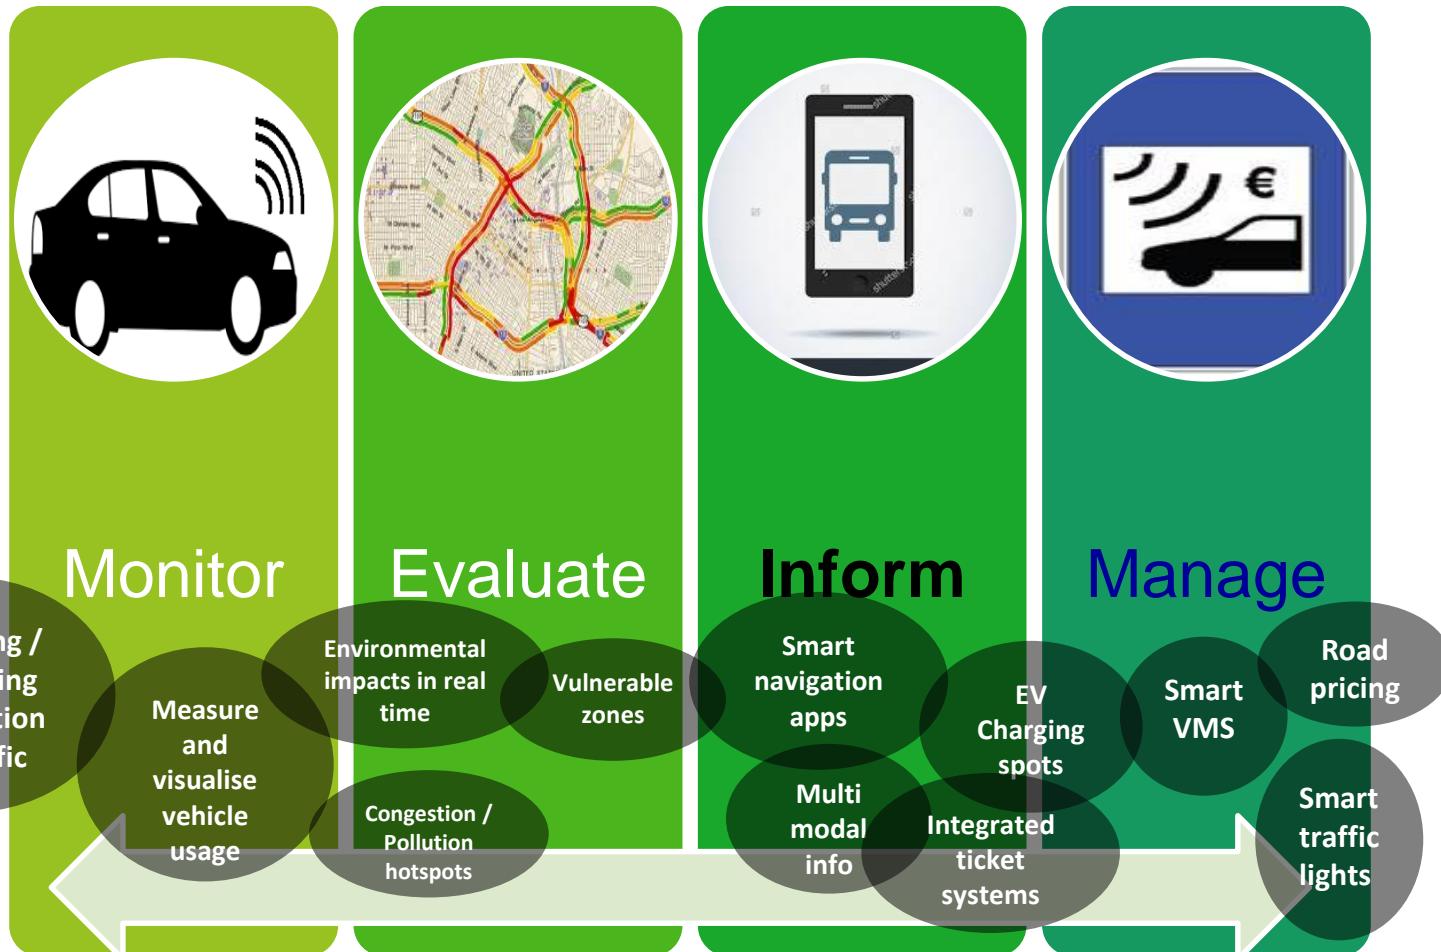 Monitor
Evaluate
Inform
Manage
€
Measure
and
visualise
vehicle
usage
Environmental
impacts in real
time
Vulnerable
zones
Congestion /
Pollution
hotspots
Smart
navigation
apps
Multi
modal
info
EV
Charging
spots
Integrated
ticket
systems
Smart
VMS
Road
pricing
Smart
traffic
lights